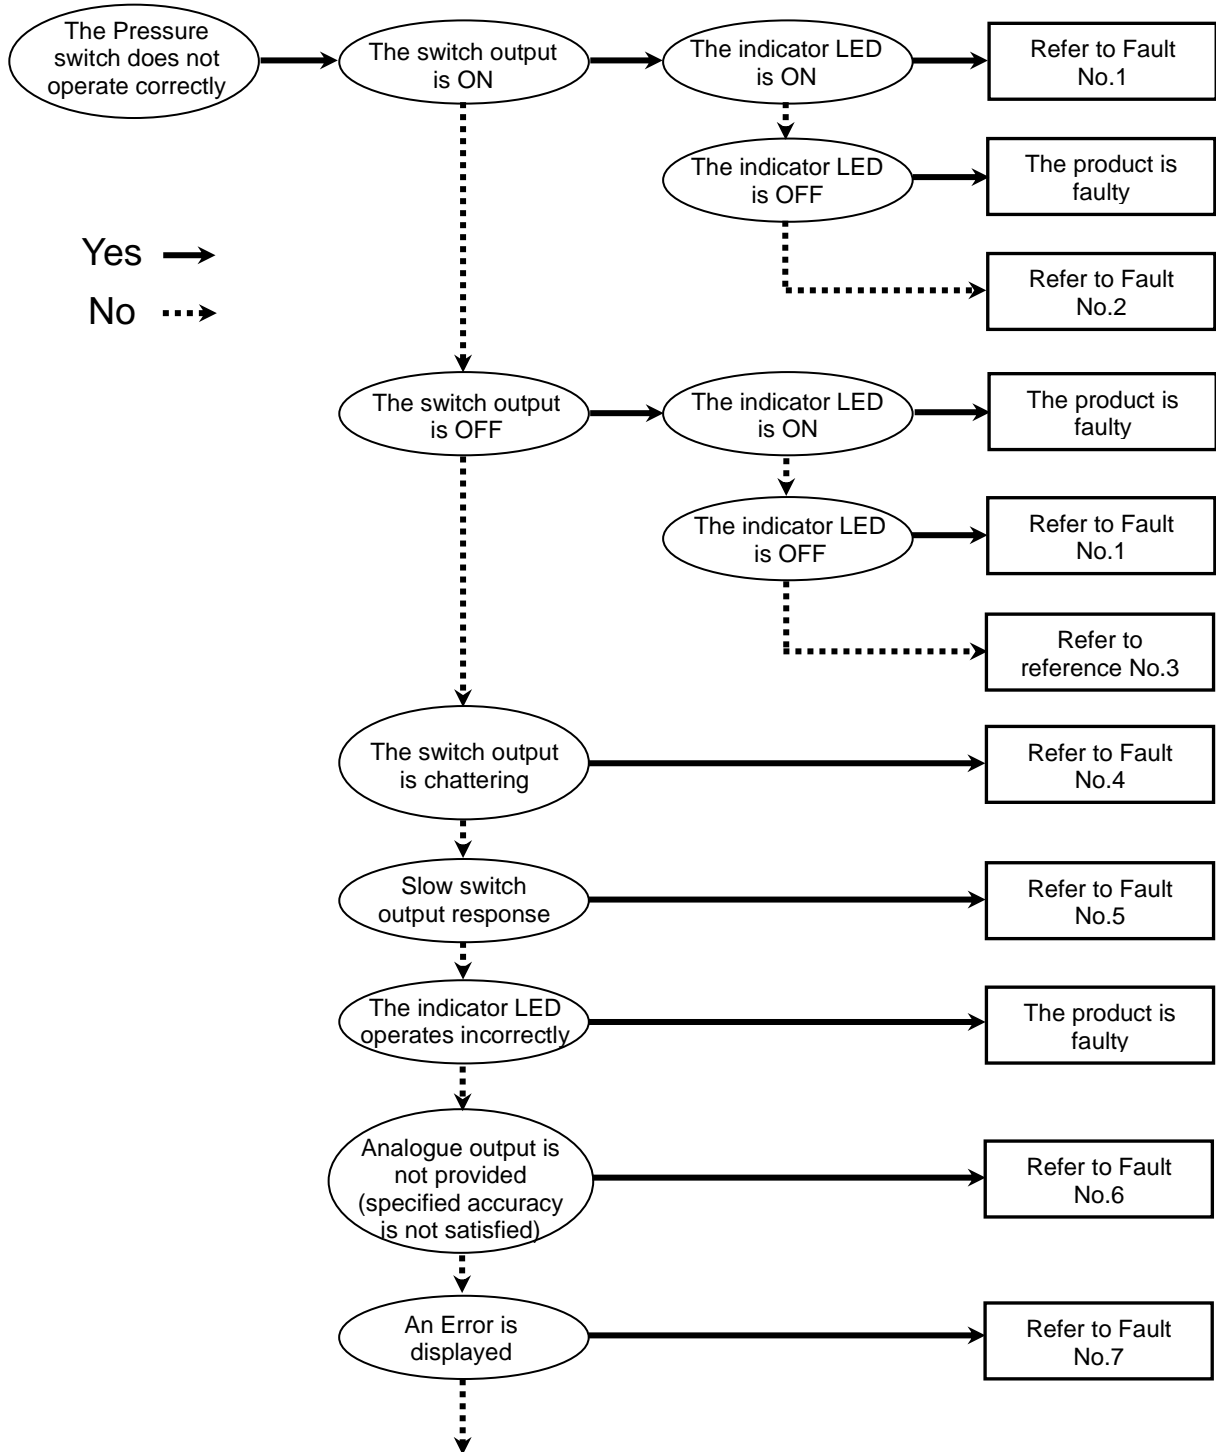 The Pressure
switch does not
operate correctly
The switch output
is ON
The indicator LED
is ON
Refer to Fault
No.1
The indicator LED
is OFF
The product is
faulty
Yes
No
Refer to Fault
No.2
The switch output
is OFF
The indicator LED
is ON
The product is
faulty
The indicator LED
is OFF
Refer to Fault
No.1
Refer to
reference No.3
The switch output
is chattering
Refer to Fault
No.4
Slow switch
output response
Refer to Fault
No.5
The indicator LED
operates incorrectly
The product is
faulty
Analogue output is
not provided
(specified accuracy
is not satisfied)
Refer to Fault
No.6
An Error is
displayed
Refer to Fault
No.7